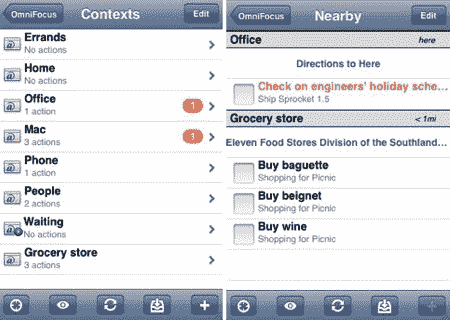 OmniFocus
Contexts
Edit
Errands
No actions
Home
No actions
Office
1 action
1
Mac
3 actions
1
Phone
1 action
People
2 actions
Waiting
No actions
Grocery store
3 actions
OmniFocus
Nearby
Edit
Office
here
Directions to Here
Check on engineers' holiday sche...
Ship Sprocket 1.5
Grocery store
< 1mi
Eleven Food Stores Division of the Southland...
Buy baguette
Shopping for Picnic
Buy beignet
Shopping for Picnic
Buy wine
Shopping for Picnic